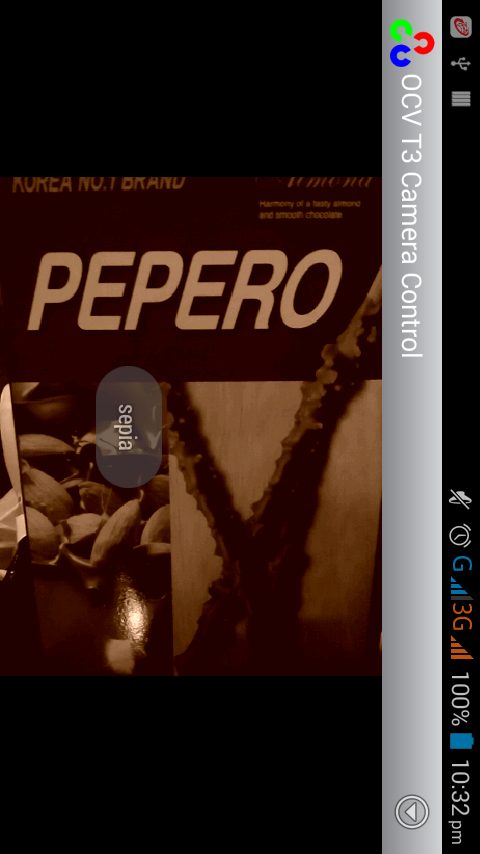 G 3G 100% 10:32 pm
OCV T3 Camera Control
KOREA NO.1 BRAND
Harmony of a tasty almond
and smooth chocolate
PEPERO
sepia